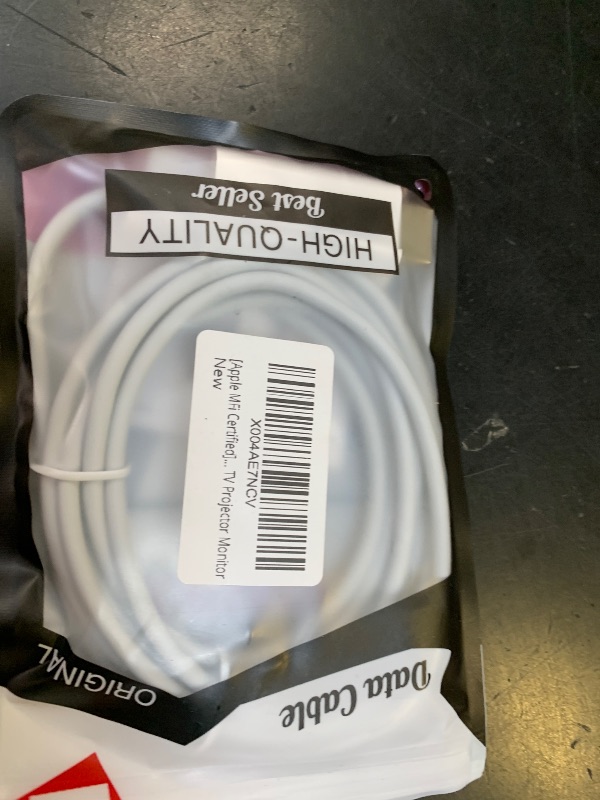 Data Cable
ORIGINAL
HIGH-QUALITY
Best Seller
X004AE7NCV
[Apple MFi Certified]... TV Projector Monitor
New